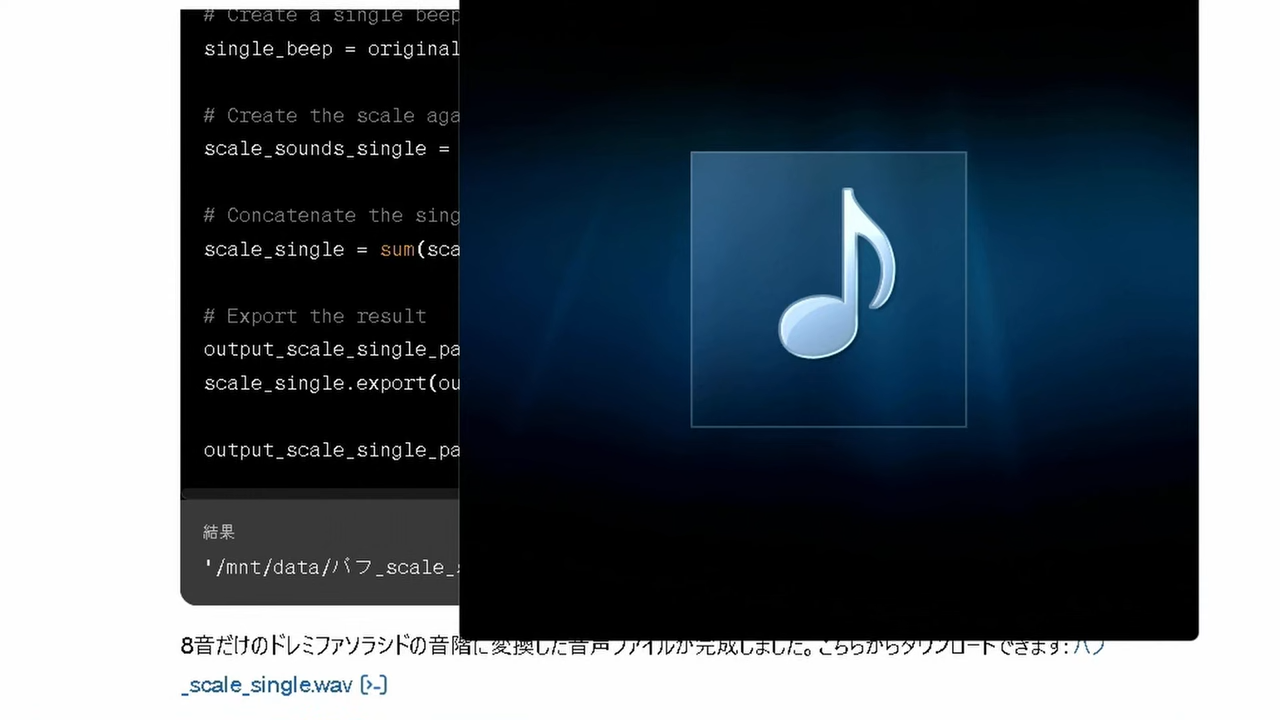 # Create a single beep
single_beep = original
# Create the scale aga
scale_sounds_single =
# Concatenate the sing
scale_single = sum(sca
# Export the result
output_scale_single_pa
scale_single.export(ou
output_scale_single_pa
結果
'/mnt/data/バフ_scale_
8音だけのドレミファソラシドの音階に変換した音声ファイルが完成しました。こちらからダウンロードできます: バフ
_scale_single.wav [>-]